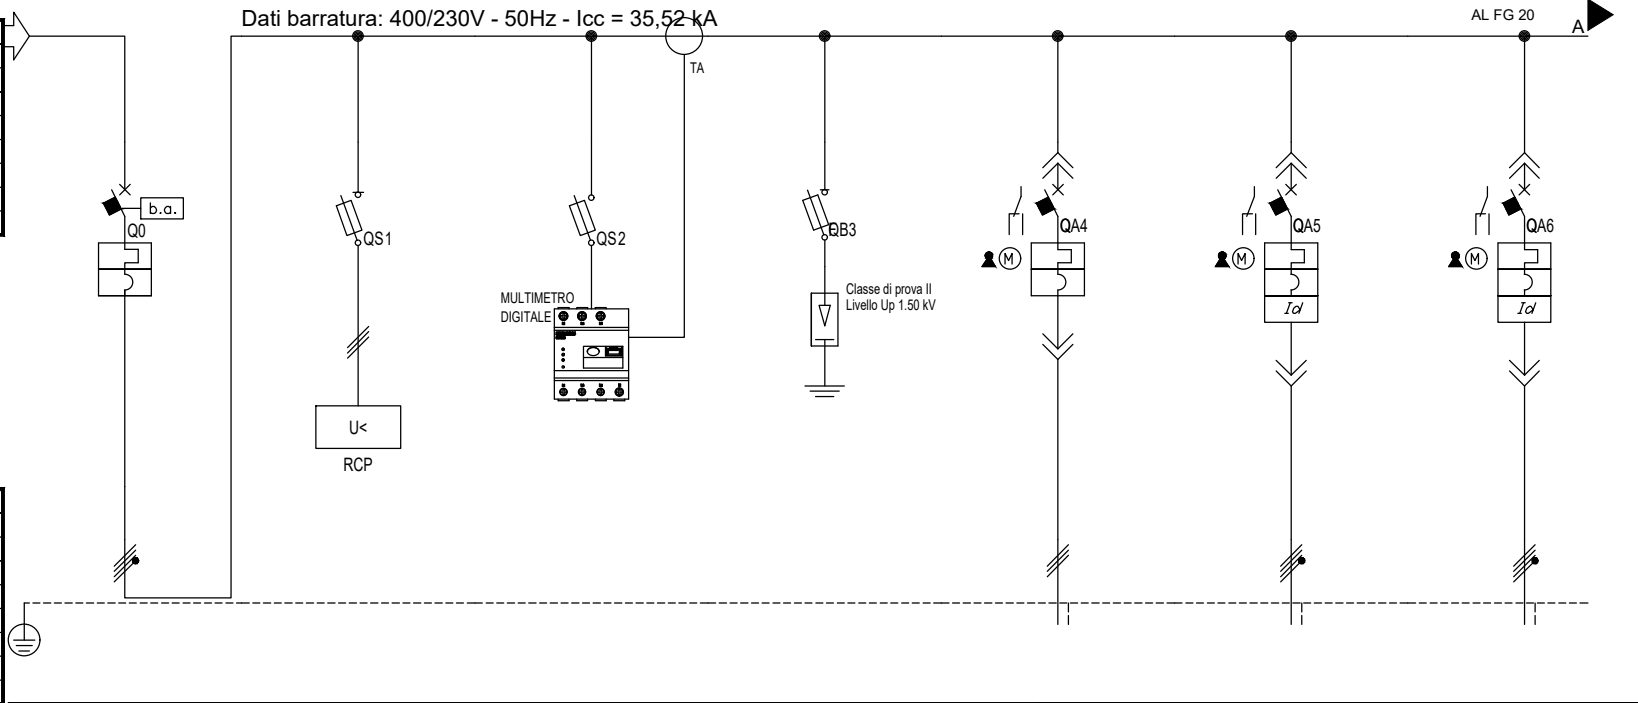 Dati barratura: 400/230V - 50Hz - Icc = 35,52 kA
AL FG 20
A
TA
b.a.
Q0
QS1
QS2
QB3
QA4
QA5
QA6
M
M
M
MULTIMETRO
DIGITALE
Classe di prova II
Livello Up 1.50 kV
Id
Id
U<
RCP